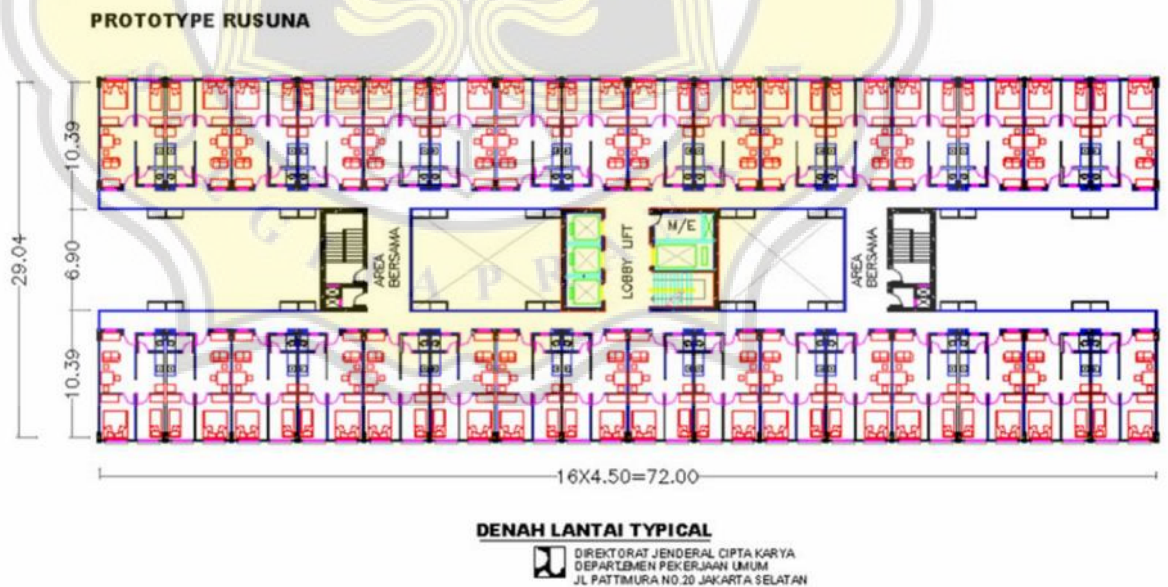 PROTOTYPE RUSUNA
10.39
29.04
6.90
10.39
AREA
BERSAMA
LOBBY LIFT
M/E
AREA
BERSAMA
16X4.50=72.00
DENAH LANTAI TYPICAL
DIREKTORAT JENDERAL CIPTA KARYA
DEPARTEMEN PEKERJAAN UMUM
JL PATTIMURA NO.20 JAKARTA SELATAN